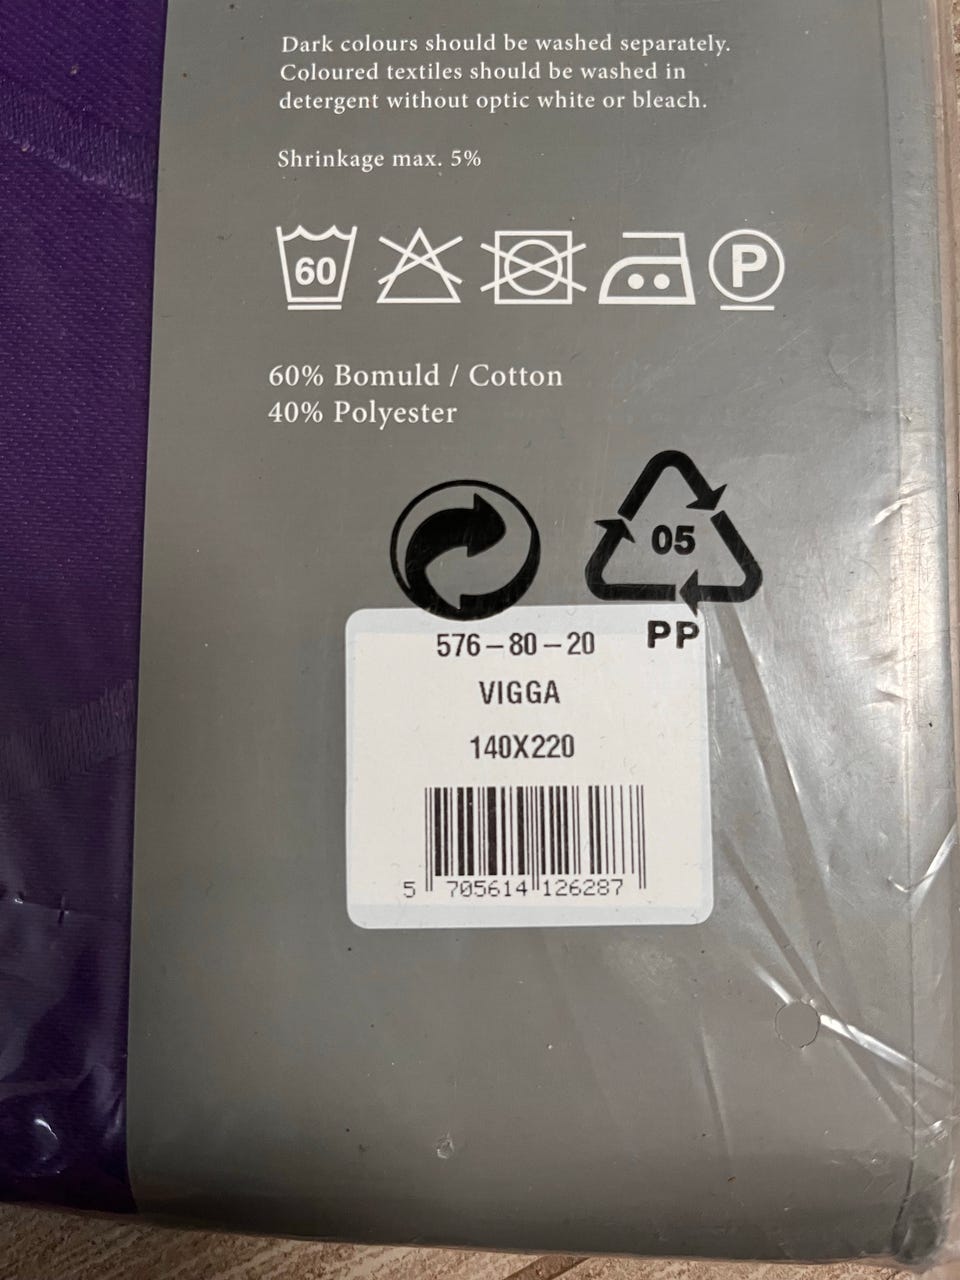 Dark colours should be washed separately.
Coloured textiles should be washed in
detergent without optic white or bleach.
Shrinkage max. 5%
60
P
60% Bomuld / Cotton
40% Polyester
05
PP
576-80-20
VIGGA
140X220
5 705614 126287